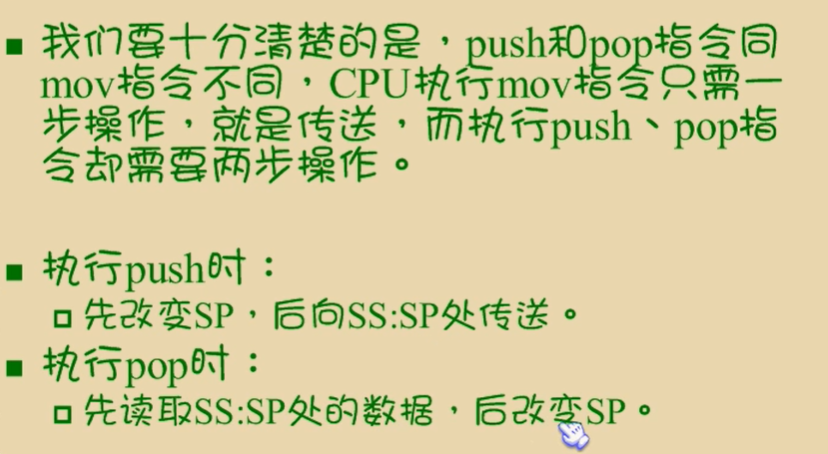 我们要十分清楚的是，push和pop指令同
mov指令不同，CPU执行mov指令只需一
步操作，就是传送，而执行push、pop指
令却需要两步操作。
执行push时：
先改变SP，后向SS:SP处传送。
执行pop时：
先读取SS:SP处的数据，后改变SP。